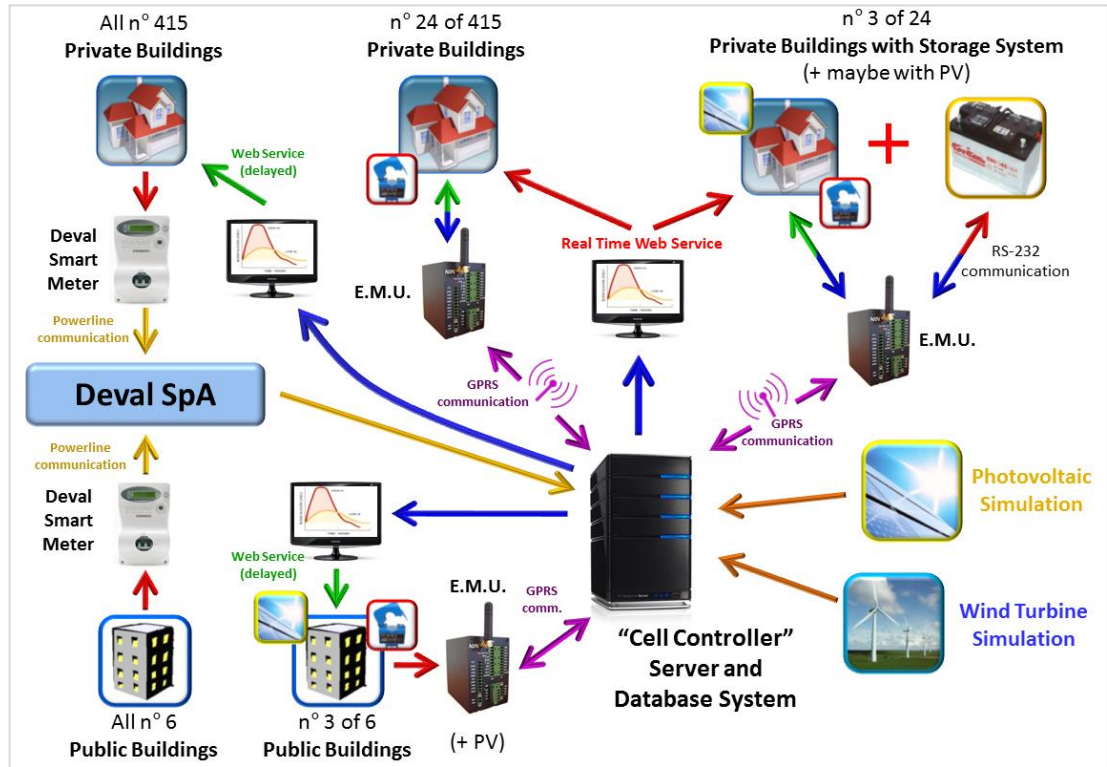 All n° 415
Private Buildings
n° 24 of 415
Private Buildings
n° 3 of 24
Private Buildings with Storage System
(+ maybe with PV)
Web Service
(delayed)
Deval
Smart
Meter
Real Time Web Service
RS-232
communication
E.M.U.
E.M.U.
Powerline
communication
Deval SpA
GPRS
communication
GPRS
communication
Powerline
communication
Photovoltaic
Simulation
Deval
Smart
Meter
Web Service
(delayed)
E.M.U.
GPRS
comm.
Wind Turbine
Simulation
"Cell Controller"
Server and
Database System
All n° 6
Public Buildings
n° 3 of 6
Public Buildings
(+ PV)